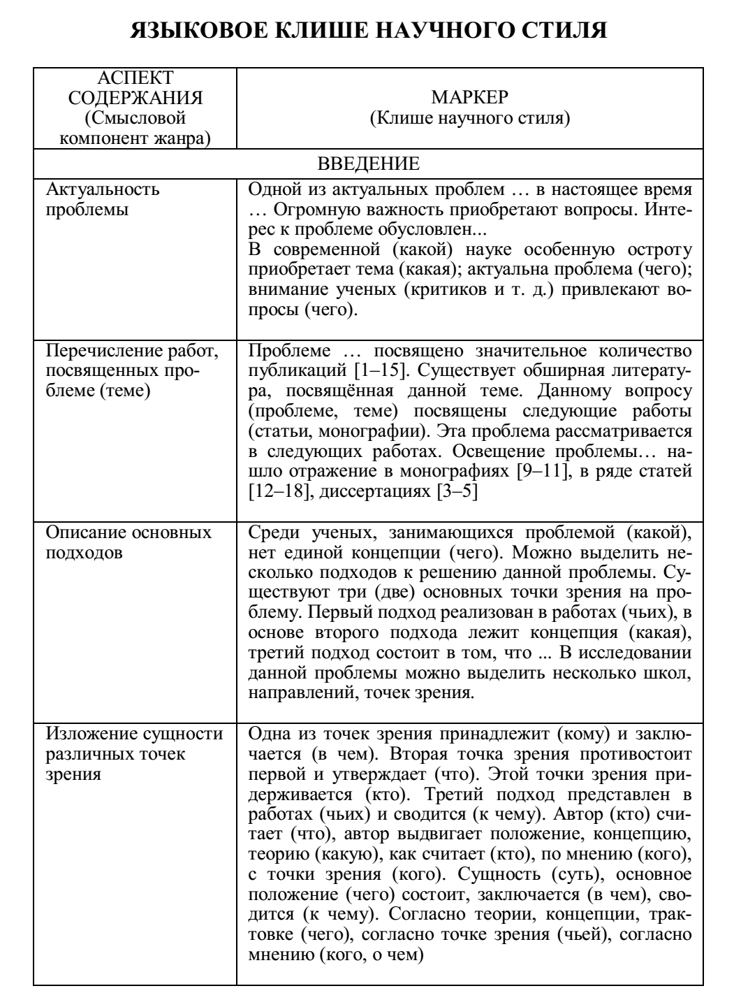 ЯЗЫКОВОЕ КЛИШЕ НАУЧНОГО СТИЛЯ
АСПЕКТ
СОДЕРЖАНИЯ
(Смысловой
компонент жанра)
МАРКЕР
(Клише научного стиля)
ВВЕДЕНИЕ
Актуальность
проблемы
Одной из актуальных проблем … в настоящее время
… Огромную важность приобретают вопросы. Инте-
рес к проблеме обусловлен...
В современной (какой) науке особенную остроту
приобретает тема (какая); актуальна проблема (чего);
внимание ученых (критиков и т. д.) привлекают во-
просы (чего).
Перечисление работ,
посвященных про-
блеме (теме)
Проблеме … посвящено значительное количество
публикаций [1–15]. Существует обширная литерату-
ра, посвящённая данной теме. Данному вопросу
(проблеме, теме) посвящены следующие работы
(статьи, монографии). Эта проблема рассматривается
в следующих работах. Освещение проблемы… на-
шло отражение в монографиях [9–11], в ряде статей
[12–18], диссертациях [3–5]
Описание основных
подходов
Среди ученых, занимающихся проблемой (какой),
нет единой концепции (чего). Можно выделить не-
сколько подходов к решению данной проблемы. Су-
ществуют три (две) основных точки зрения на про-
блему. Первый подход реализован в работах (чьих), в
основе второго подхода лежит концепция (какая),
третий подход состоит в том, что ... В исследовании
данной проблемы можно выделить несколько школ,
направлений, точек зрения.
Изложение сущности
различных точек
зрения
Одна из точек зрения принадлежит (кому) и заклю-
чается (в чем). Вторая точка зрения противостоит
первой и утверждает (что). Этой точки зрения при-
держивается (кто). Третий подход представлен в
работах (чьих) и сводится (к чему). Автор (кто) счи-
тает (что), автор выдвигает положение, концепцию,
теорию (какую), как считает (кто), по мнению (кого),
с точки зрения (кого). Сущность (суть), основное
положение (чего) состоит, заключается (в чем), сво-
дится (к чему). Согласно теории, концепции, трак-
товке (чего), согласно точке зрения (чьей), согласно
мнению (кого, о чем)